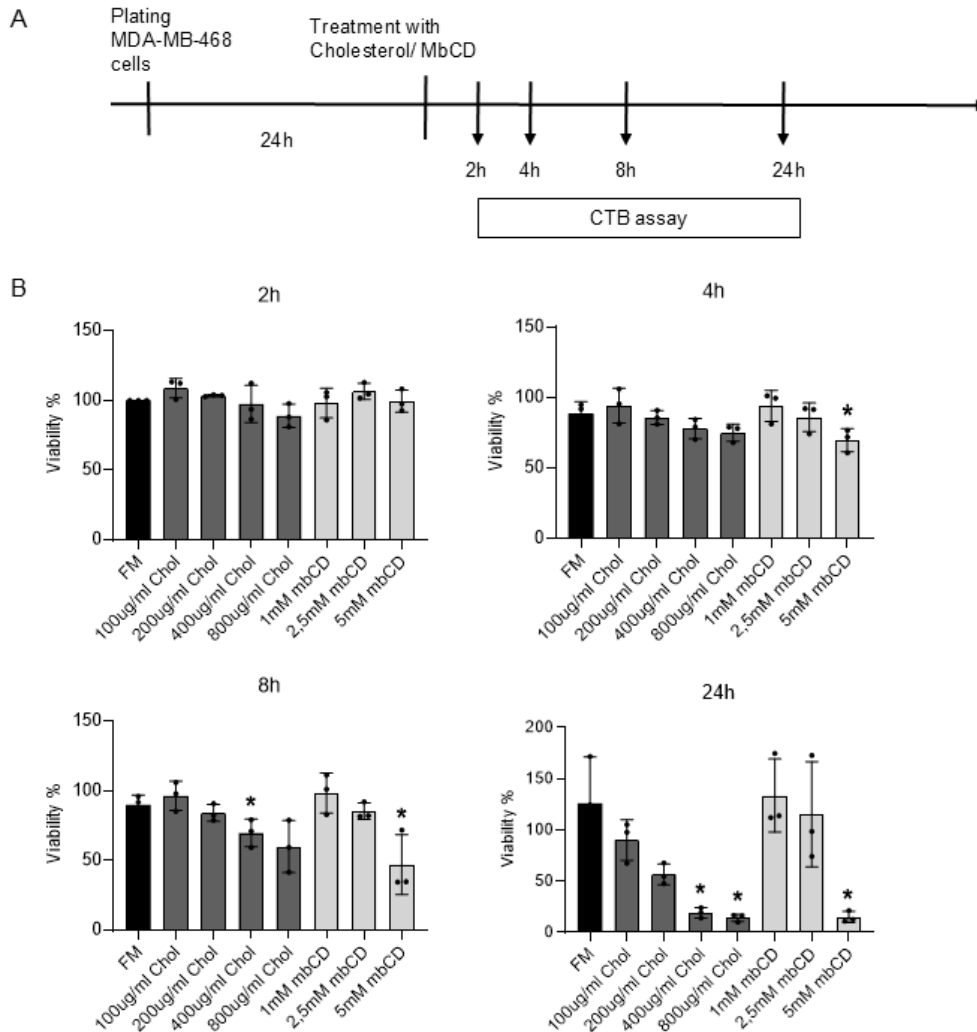 A
Plating
MDA-MB-468
cells
Treatment with
Cholesterol/ MbCD
24h
2h
4h
8h
24h
CTB assay
B
2h
Viability %
150
100
50
0
FM
100ug/ml Chol
200ug/ml Chol
400ug/ml Chol
800ug/ml Chol
1mM mbCD
2,5mM mbCD
5mM mbCD
4h
Viability %
150
100
50
0
*
FM
100ug/ml Chol
200ug/ml Chol
400ug/ml Chol
800ug/ml Chol
1mM mbCD
2,5mM mbCD
5mM mbCD
8h
Viability %
150
100
50
0
*
*
FM
100ug/ml Chol
200ug/ml Chol
400ug/ml Chol
800ug/ml Chol
1mM mbCD
2,5mM mbCD
5mM mbCD
24h
Viability %
200
150
100
50
0
*
*
*
FM
100ug/ml Chol
200ug/ml Chol
400ug/ml Chol
800ug/ml Chol
1mM mbCD
2,5mM mbCD
5mM mbCD